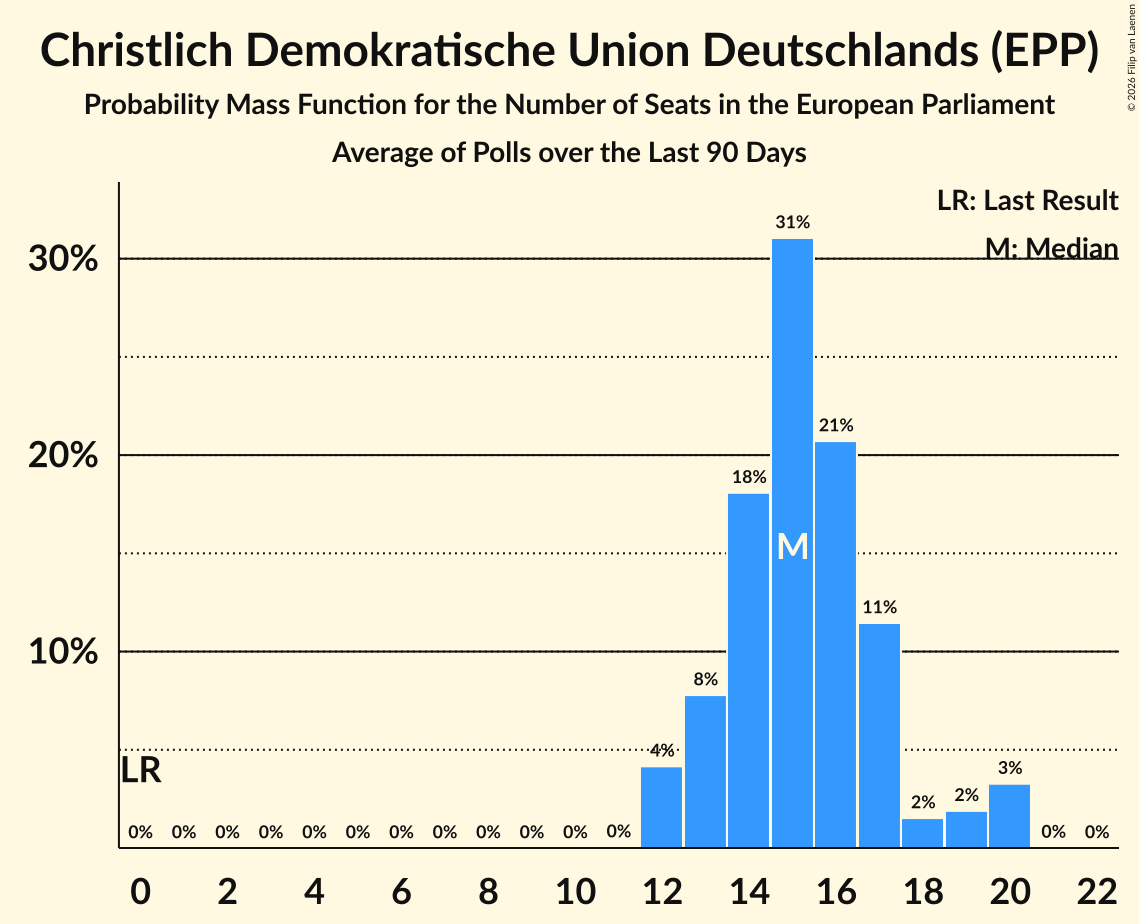 Christlich Demokratische Union Deutschlands (EPP)
Probability Mass Function for the Number of Seats in the European Parliament
Average of Polls over the Last 90 Days
© 2026 Filip van Laenen
LR: Last Result
M: Median
30%
20%
10%
LR
M
0% 0% 0% 0% 0% 0% 0% 0% 0% 0% 0% 0% 4% 8% 18% 31% 21% 11% 2% 2% 3% 0% 0%
0 2 4 6 8 10 12 14 16 18 20 22